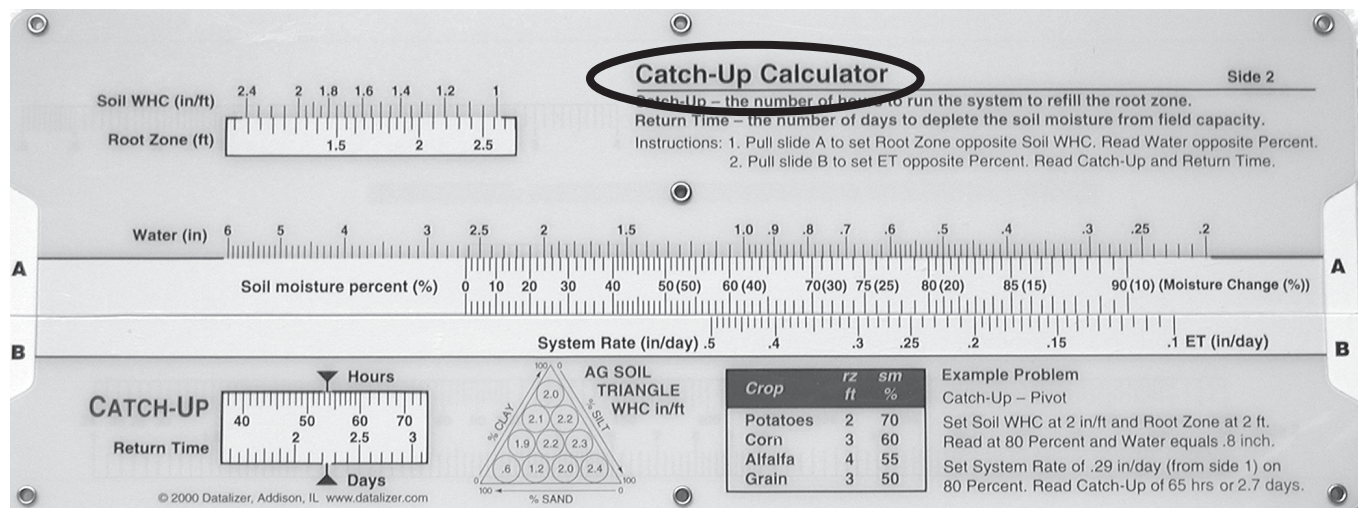 Catch-Up Calculator
Side 2
Catch-Up – the number of hours to run the system to refill the root zone.
Return Time – the number of days to deplete the soil moisture from field capacity.
Instructions: 1. Pull slide A to set Root Zone opposite Soil WHC. Read Water opposite Percent.
2. Pull slide B to set ET opposite Percent. Read Catch-Up and Return Time.
Soil WHC (in/ft) 2.4 2 1.8 1.6 1.4 1.2 1
Root Zone (ft) 1.5 2 2.5
Water (in) 6 5 4 3 2.5 2 1.5 1.0 .9 .8 .7 .6 .5 .4 .3 .25 .2
A A
Soil moisture percent (%) 0 10 20 30 40 50 (50) 60 (40) 70 (30) 75 (25) 80 (20) 85 (15) 90 (10) (Moisture Change (%))
B B
System Rate (in/day) .5 .4 .3 .25 .2 .15 .1 ET (in/day)
Hours
CATCH-UP 40 50 60 70
Return Time 2 2.5 3
Days
© 2000 Datalizer, Addison, IL www.datalizer.com
AG SOIL
TRIANGLE
WHC in/ft
100 0
% CLAY
% SILT
2.0
2.1 2.2
1.9 2.2 2.3
.6 1.2 2.0 2.4
0 100
100 0
% SAND
Crop rz ft sm %
Potatoes 2 70
Corn 3 60
Alfalfa 4 55
Grain 3 50
Example Problem
Catch-Up – Pivot
Set Soil WHC at 2 in/ft and Root Zone at 2 ft.
Read at 80 Percent and Water equals .8 inch.
Set System Rate of .29 in/day (from side 1) on
80 Percent. Read Catch-Up of 65 hrs or 2.7 days.